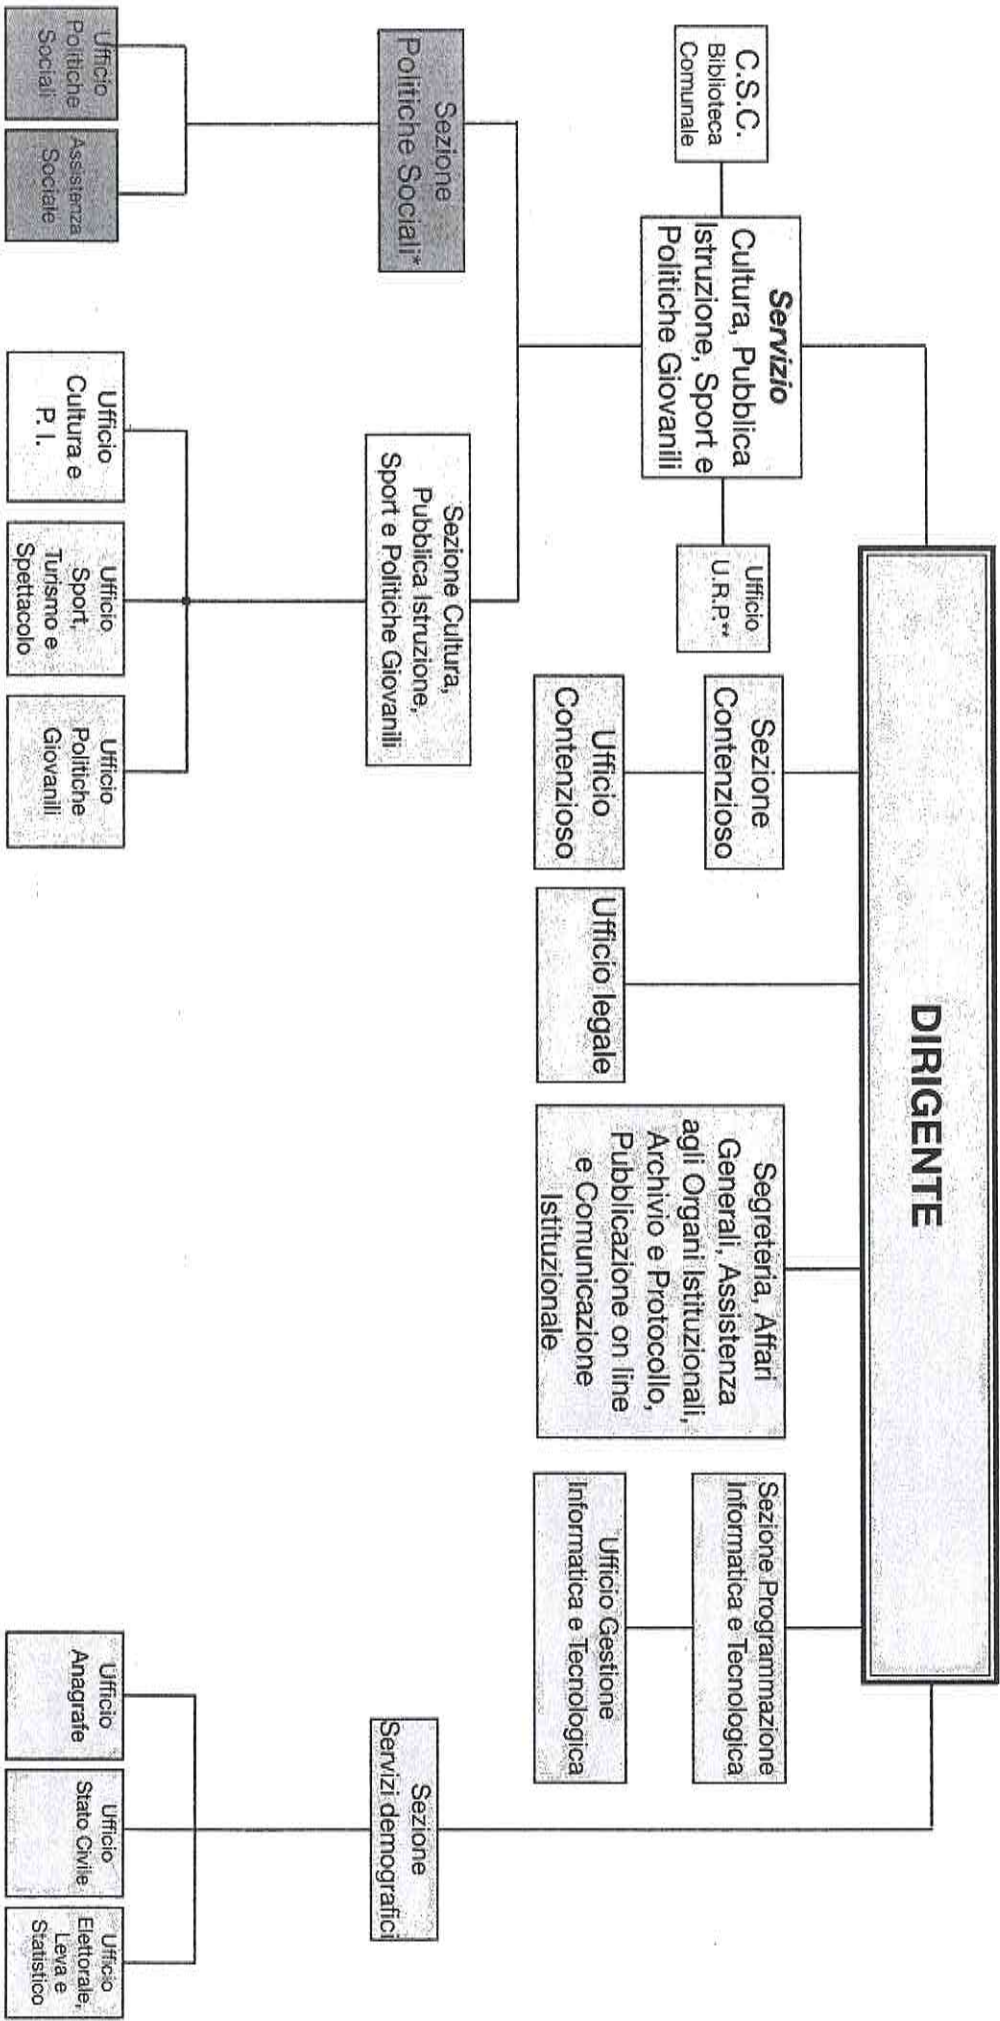 DIRIGENTE
Servizio
Cultura, Pubblica
Istruzione, Sport e
Politiche Giovanili
C.S.C.
Biblioteca
Comunale
Ufficio
U.R.P.**
Sezione
Contenzioso
Ufficio
Contenzioso
Ufficio legale
Segreteria, Affari
Generali, Assistenza
agli Organi Istituzionali,
Archivio e Protocollo,
Pubblicazione on line
e Comunicazione
Istituzionale
Sezione Programmazione
Informatica e Tecnologica
Ufficio Gestione
Informatica e Tecnologica
Sezione
Politiche Sociali*
Sezione Cultura,
Pubblica Istruzione,
Sport e Politiche Giovanili
Sezione
Servizi demografici
Ufficio
Politiche
Sociali
Assistenza
Sociale
Ufficio
Cultura e
P. I.
Ufficio
Sport,
Turismo e
Spettacolo
Ufficio
Politiche
Giovanili
Ufficio
Anagrafe
Ufficio
Stato Civile
Ufficio
Elettorale,
Leva e
Statistico